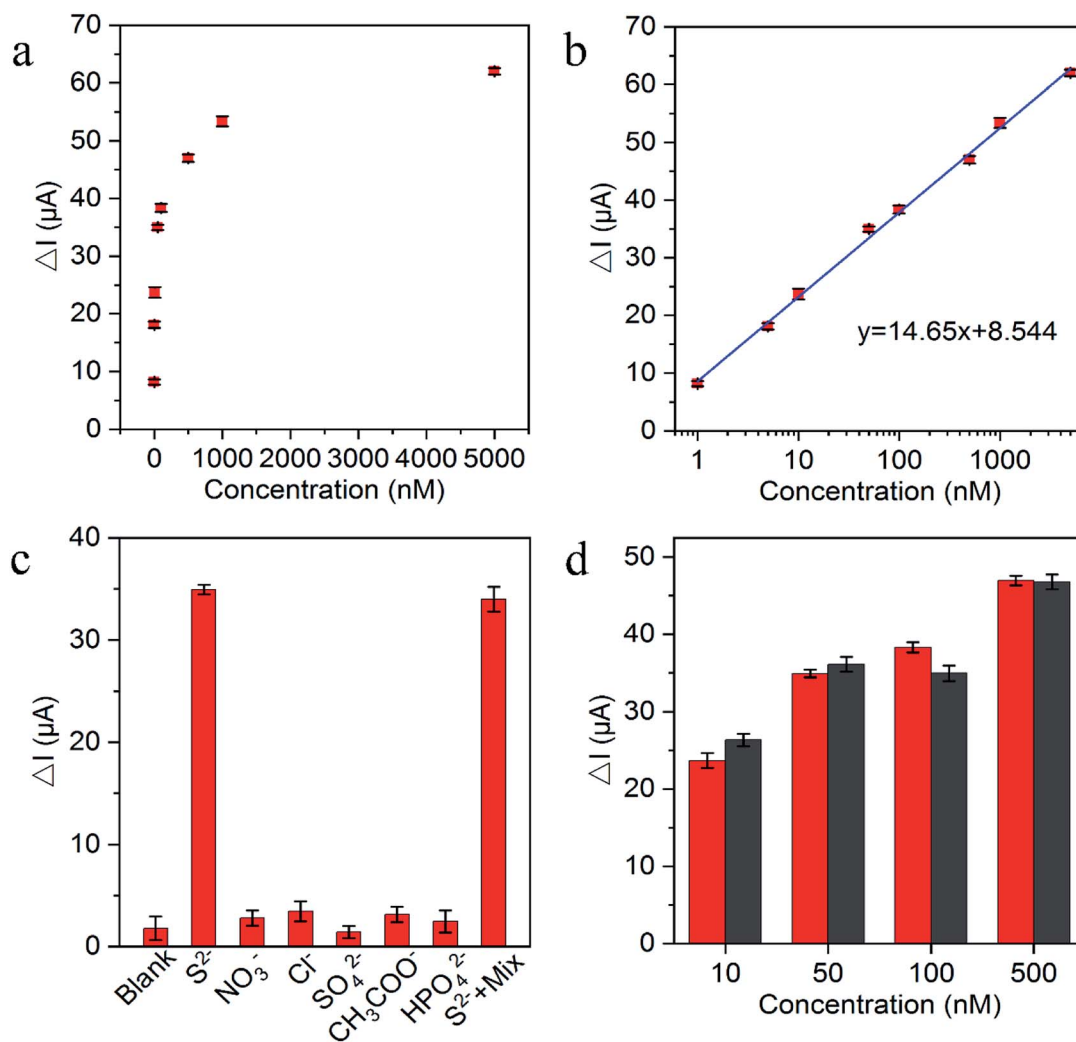 a
70
60
50
40
30
20
10
0
△I (μA)
0 1000 2000 3000 4000 5000
Concentration (nM)
b
70
60
50
40
30
20
10
0
△I (μA)
y=14.65x+8.544
1 10 100 1000
Concentration (nM)
c
40
30
20
10
0
△I (μA)
Blank S²⁻ NO₃⁻ Cl⁻ SO₄²⁻ CH₃COO⁻ HPO₄²⁻ S²⁻+Mix
d
50
40
30
20
10
0
△I (μA)
10 50 100 500
Concentration (nM)